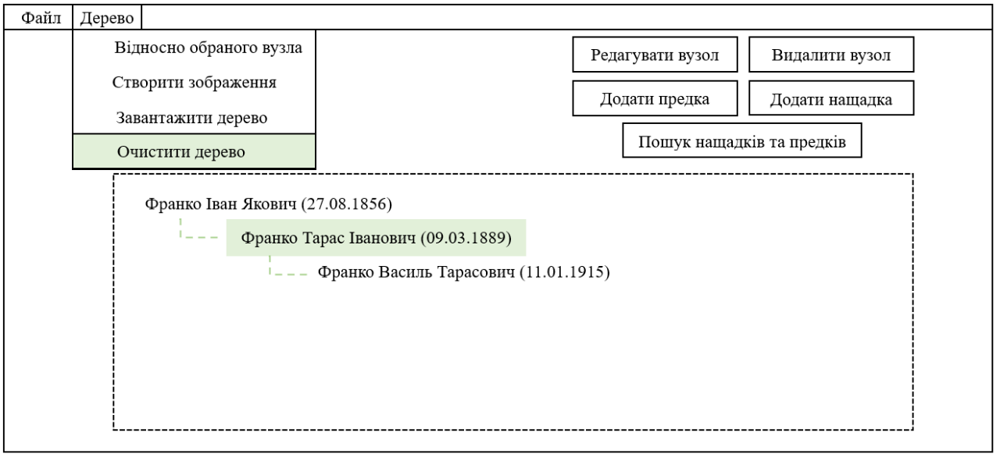 Файл
Дерево
Відносно обраного вузла
Створити зображення
Завантажити дерево
Очистити дерево
Редагувати вузол
Видалити вузол
Додати предка
Додати нащадка
Пошук нащадків та предків
Франко Іван Якович (27.08.1856)
Франко Тарас Іванович (09.03.1889)
Франко Василь Тарасович (11.01.1915)